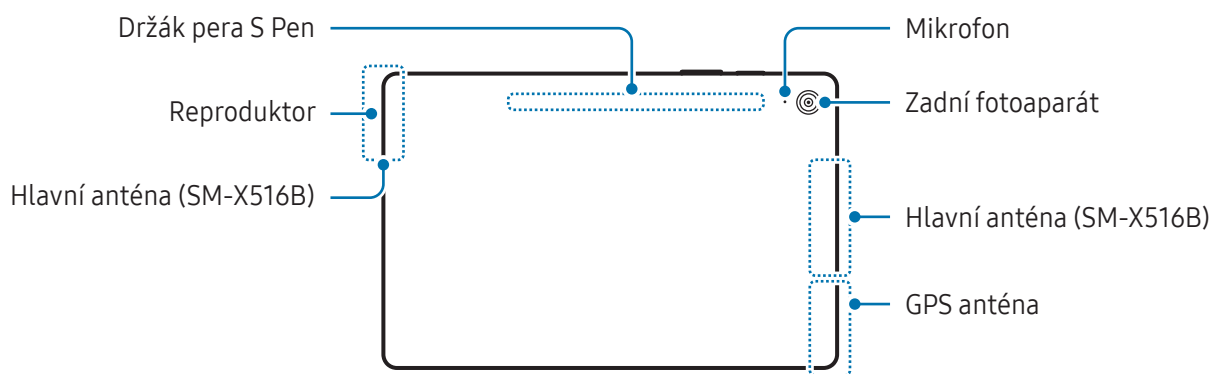 Držák pera S Pen
Reproduktor
Hlavní anténa (SM-X516B)
Mikrofon
Zadní fotoaparát
Hlavní anténa (SM-X516B)
GPS anténa